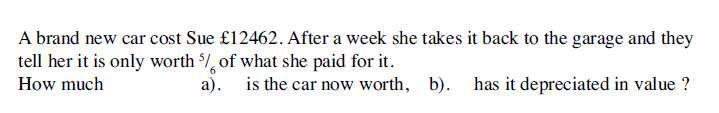 A brand new car cost Sue £12462. After a week she takes it back to the garage and they
tell her it is only worth 5/6 of what she paid for it.
How much a). is the car now worth, b). has it depreciated in value ?